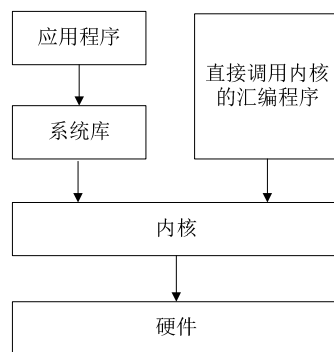 应用程序
系统库
直接调用内核
的汇编程序
内核
硬件